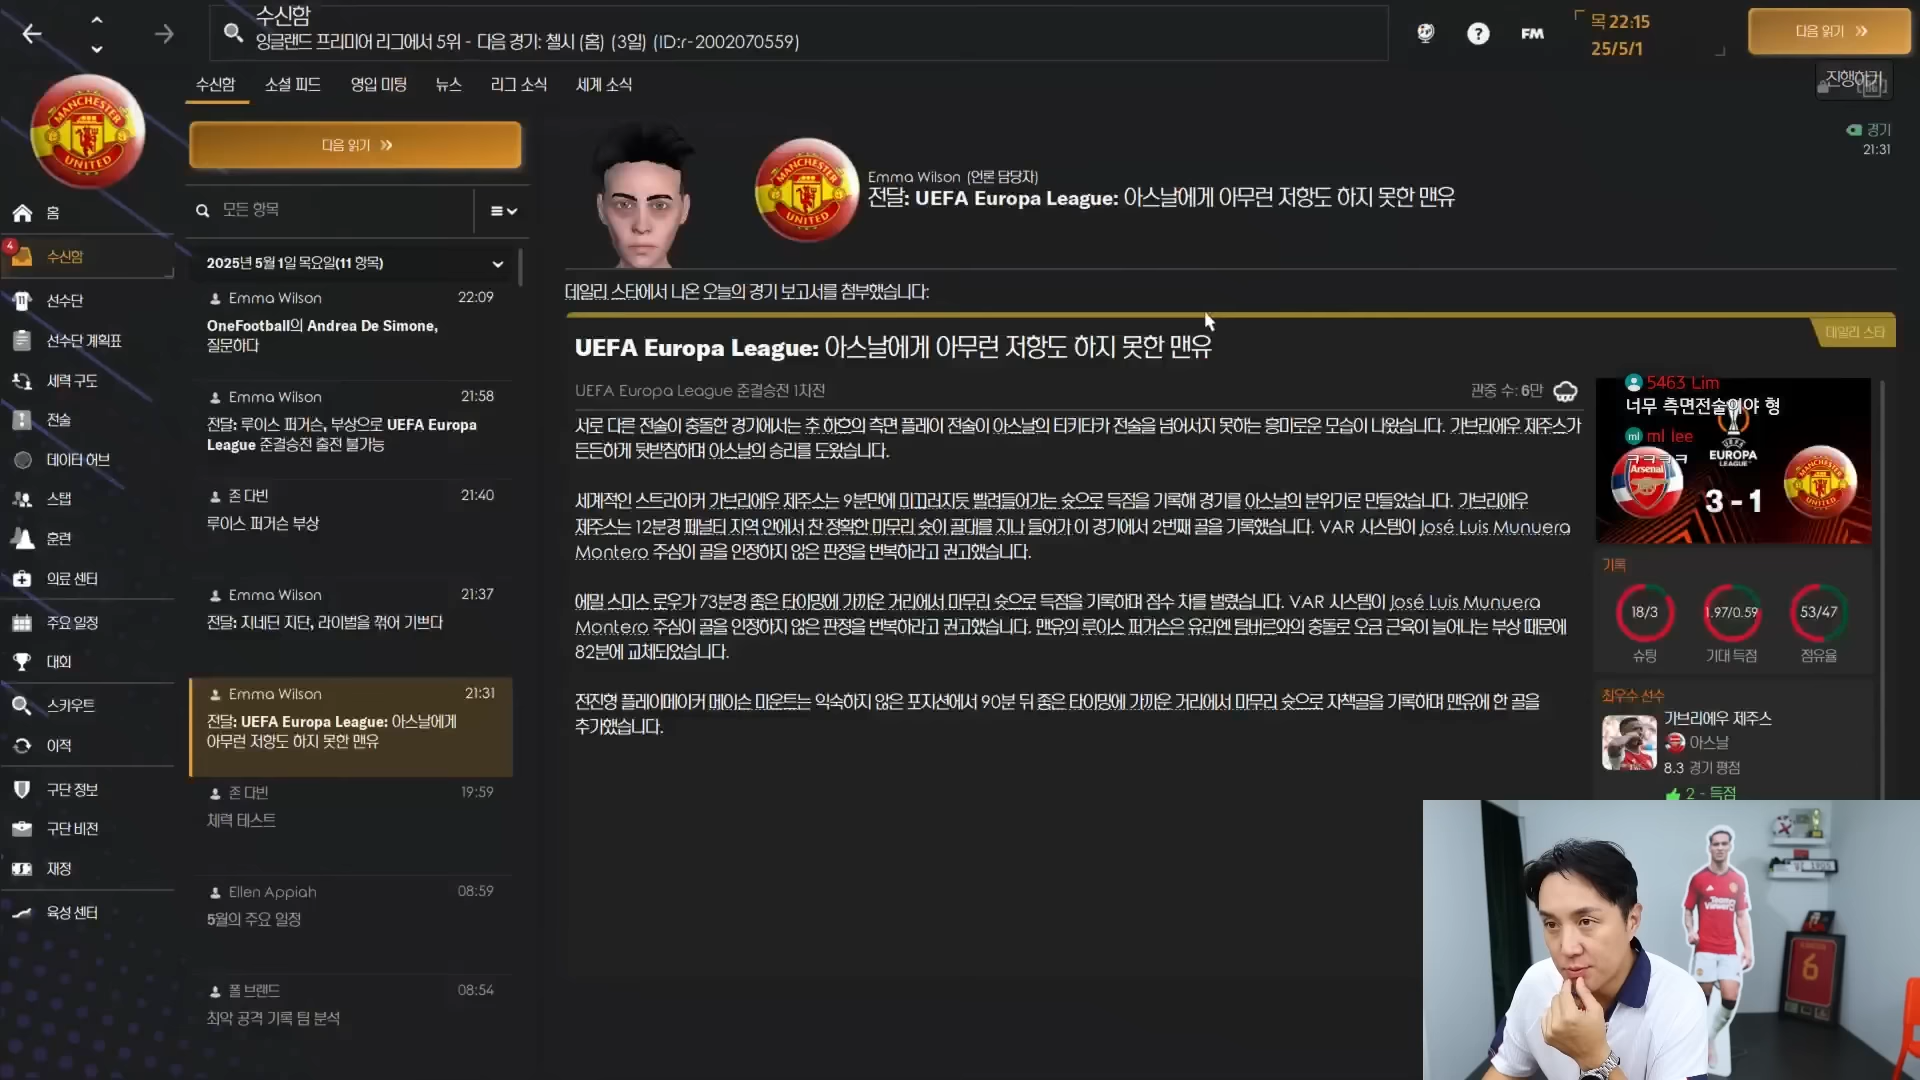 수신함
잉글랜드 프리미어 리그에서 5위 - 다음 경기: 첼시 (홈) (3일) (ID:r-2002070559)
FM
목 22:15
25/5/1
다음 읽기
진행하기
수신함
소셜 피드
영입 미팅
뉴스
리그 소식
세계 소식
MANCHESTER
UNITED
홈
4
수신함
선수단
선수단 계획표
세력 구도
전술
데이터 허브
스탭
훈련
의료 센터
주요 일정
대회
스카우트
이적
구단 정보
구단 비전
재정
육성 센터
다음 읽기
모든 항목
2025년 5월 1일 목요일(11 항목)
Emma Wilson 22:09
OneFootball의 Andrea De Simone,
질문하다
Emma Wilson 21:58
전달: 루이스 퍼거슨, 부상으로 UEFA Europa
League 준결승전 출전 불가능
존 다빈 21:40
루이스 퍼거슨 부상
Emma Wilson 21:37
전달: 지네딘 지단, 라이벌을 꺾어 기쁘다
Emma Wilson 21:31
전달: UEFA Europa League: 아스날에게
아무런 저항도 하지 못한 맨유
존 다빈 19:59
체력 테스트
Ellen Appiah 08:59
5월의 주요 일정
폴 브랜드 08:54
최악 공격 기록 팀 분석
MANCHESTER
UNITED
Emma Wilson (언론 담당자)
전달: UEFA Europa League: 아스날에게 아무런 저항도 하지 못한 맨유
경기
21:31
데일리 스타에서 나온 오늘의 경기 보고서를 첨부했습니다:
데일리 스타
UEFA Europa League: 아스날에게 아무런 저항도 하지 못한 맨유
UEFA Europa League 준결승전 1차전
관중 수: 6만
서로 다른 전술이 충돌한 경기에서는 추 하흐의 측면 플레이 전술이 아스날의 티키타카 전술을 넘어서지 못하는 흥미로운 모습이 나왔습니다. 가브리에우 제주스가
든든하게 뒷받침하며 아스날의 승리를 도왔습니다.
세계적인 스트라이커 가브리에우 제주스는 9분만에 미끄러지듯 빨려들어가는 슛으로 득점을 기록해 경기를 아스날의 분위기로 만들었습니다. 가브리에우
제주스는 12분경 페널티 지역 안에서 찬 정확한 마무리 슛이 골대를 지나 들어가 이 경기에서 2번째 골을 기록했습니다. VAR 시스템이 José Luis Munuera
Montero 주심이 골을 인정하지 않은 판정을 번복하라고 권고했습니다.
에밀 스미스 로우가 73분경 좋은 타이밍에 가까운 거리에서 마무리 슛으로 득점을 기록하며 점수 차를 벌렸습니다. VAR 시스템이 José Luis Munuera
Montero 주심이 골을 인정하지 않은 판정을 번복하라고 권고했습니다. 맨유의 루이스 퍼거슨은 유리엔 팀버르와의 충돌로 오금 근육이 늘어나는 부상 때문에
82분에 교체되었습니다.
전진형 플레이메이커 메이슨 마운트는 익숙하지 않은 포지션에서 90분 뒤 좋은 타이밍에 가까운 거리에서 마무리 슛으로 자책골을 기록하며 맨유에 한 골을
추가했습니다.
5463 Lim
너무 측면전술이야 형
ml ml lee
ㅋㅋㅋㅋ
UEFA
EUROPA
LEAGUE
Arsenal
3 - 1
MANCHESTER
UNITED
기록
18/3
1.97/0.59
53/47
슈팅
기대 득점
점유율
최우수 선수
가브리에우 제주스
아스날
8.3 경기 평점
2 - 득점
6